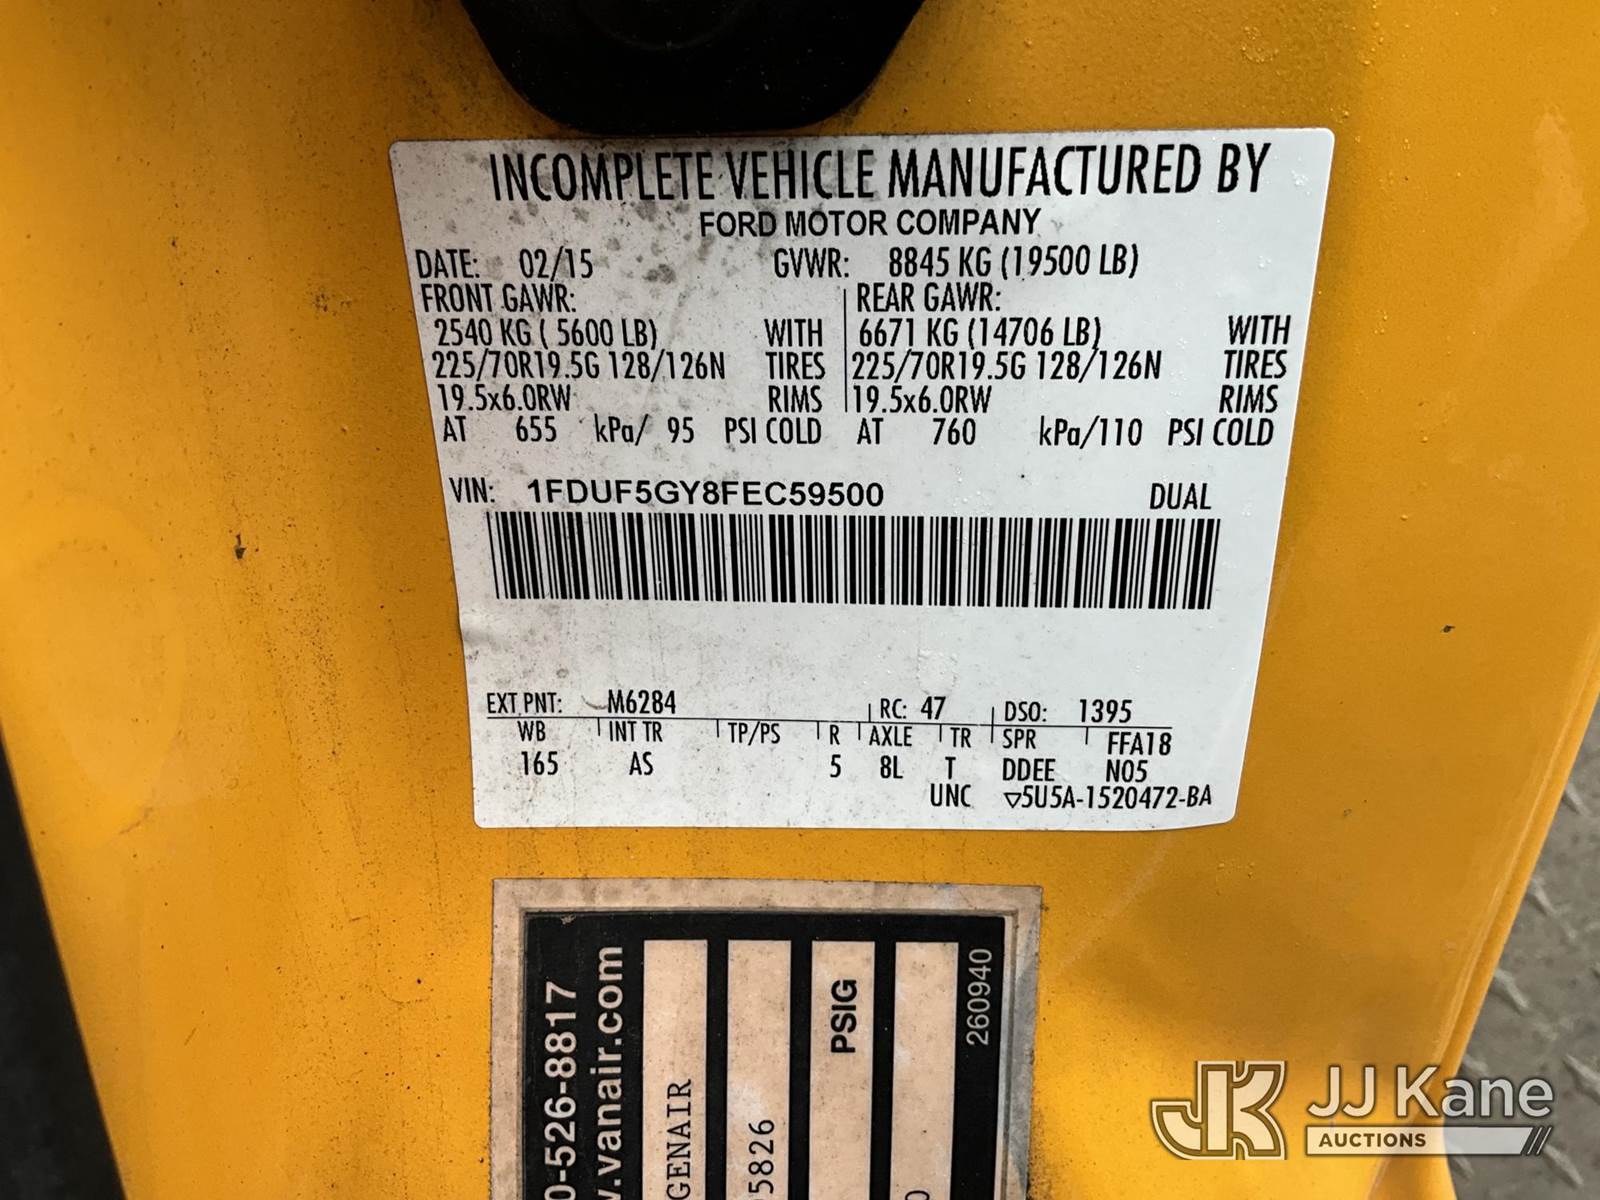 INCOMPLETE VEHICLE MANUFACTURED BY
FORD MOTOR COMPANY
DATE: 02/15 GVWR: 8845 KG (19500 LB)
FRONT GAWR: REAR GAWR:
2540 KG ( 5600 LB) WITH 6671 KG (14706 LB) WITH
225/70R19.5G 128/126N TIRES 225/70R19.5G 128/126N TIRES
19.5x6.0RW RIMS 19.5x6.0RW RIMS
AT 655 kPa/ 95 PSI COLD AT 760 kPa/110 PSI COLD
VIN: 1FDUF5GY8FEC59500 DUAL
EXT PNT: M6284 RC: 47 DSO: 1395
WB INT TR TP/PS R AXLE TR SPR FFA18
165 AS 5 8L T DDEE N05
UNC ▽5U5A-1520472-BA
0-526-8817
.vanair.com
GENAIR
5826
PSIG
0
260940
JK JJ Kane
AUCTIONS